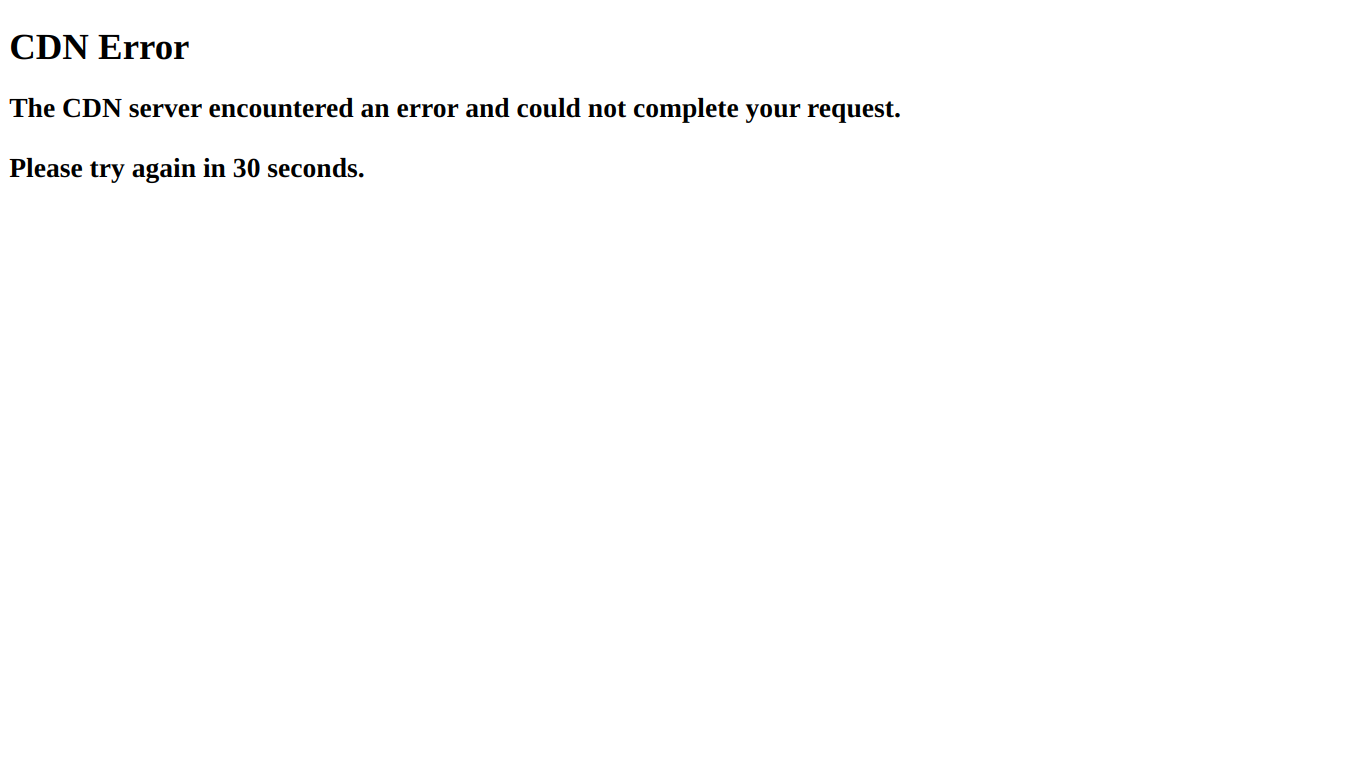 CDN Error
The CDN server encountered an error and could not complete your request.
Please try again in 30 seconds.